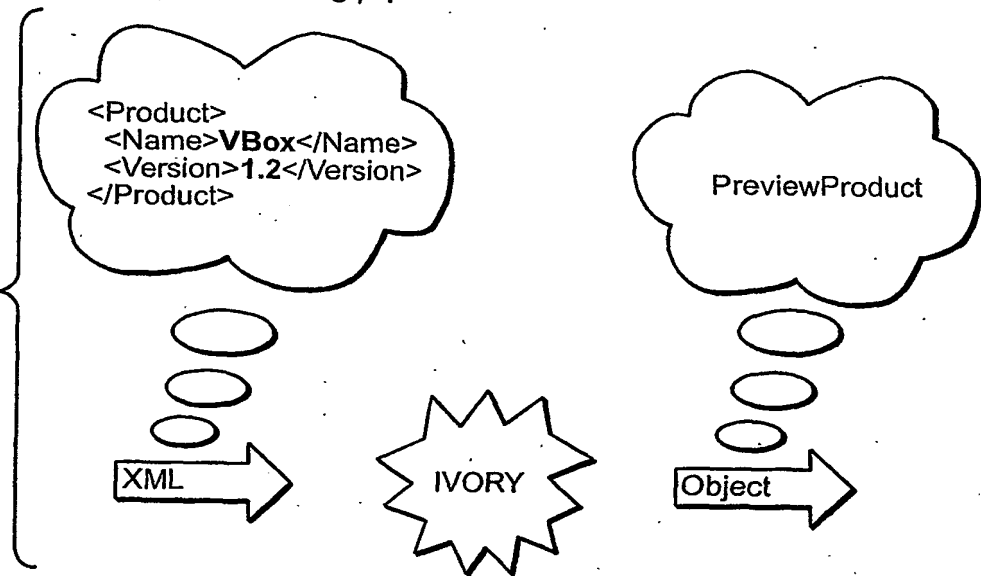 <Product>
<Name>VBox</Name>
<Version>1.2</Version>
</Product>
PreviewProduct
XML
IVORY
Object